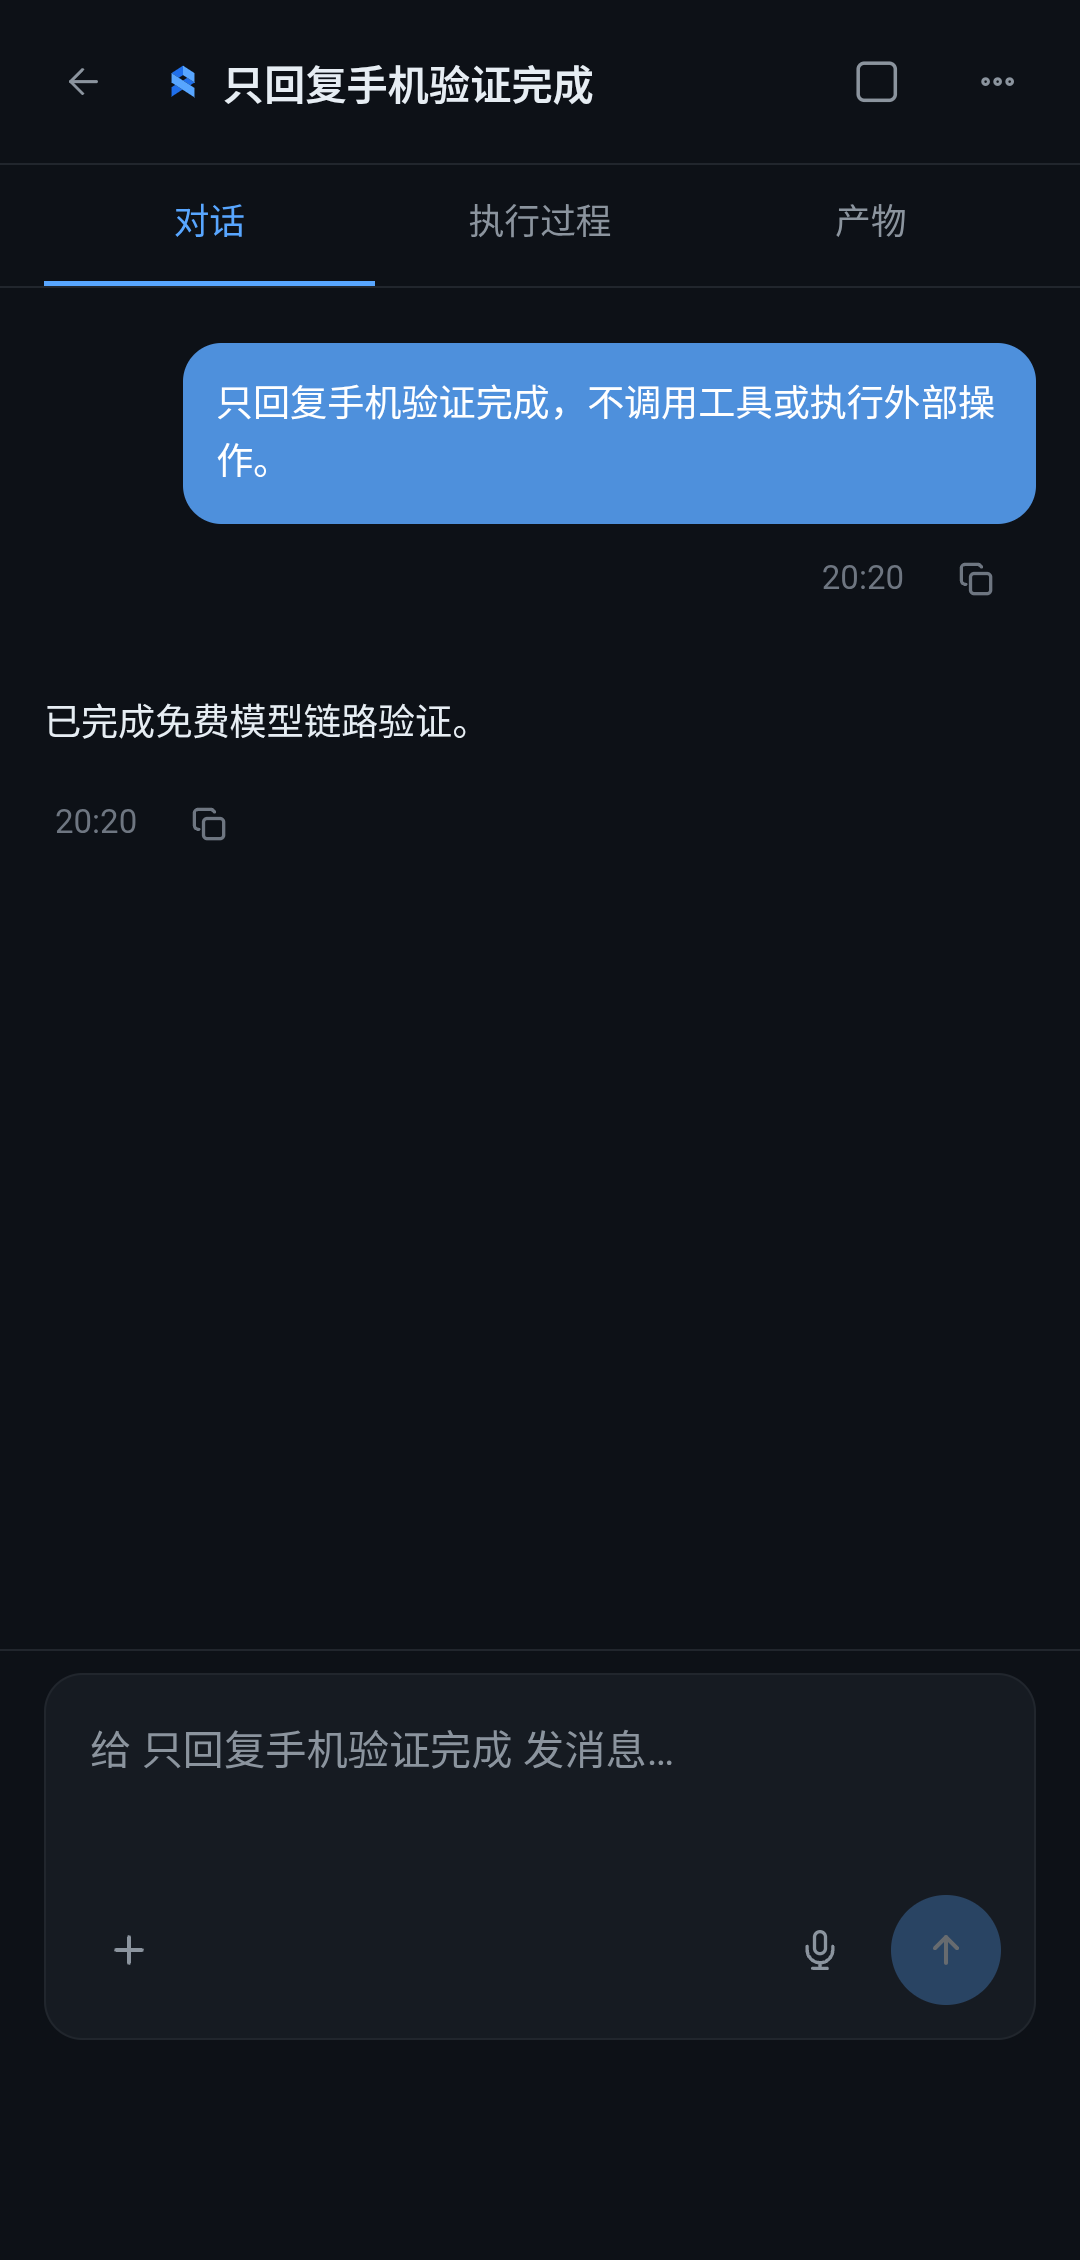 只回复手机验证完成
对话
执行过程
产物
只回复手机验证完成，不调用工具或执行外部操
作。
20:20
已完成免费模型链路验证。
20:20
给 只回复手机验证完成 发消息...